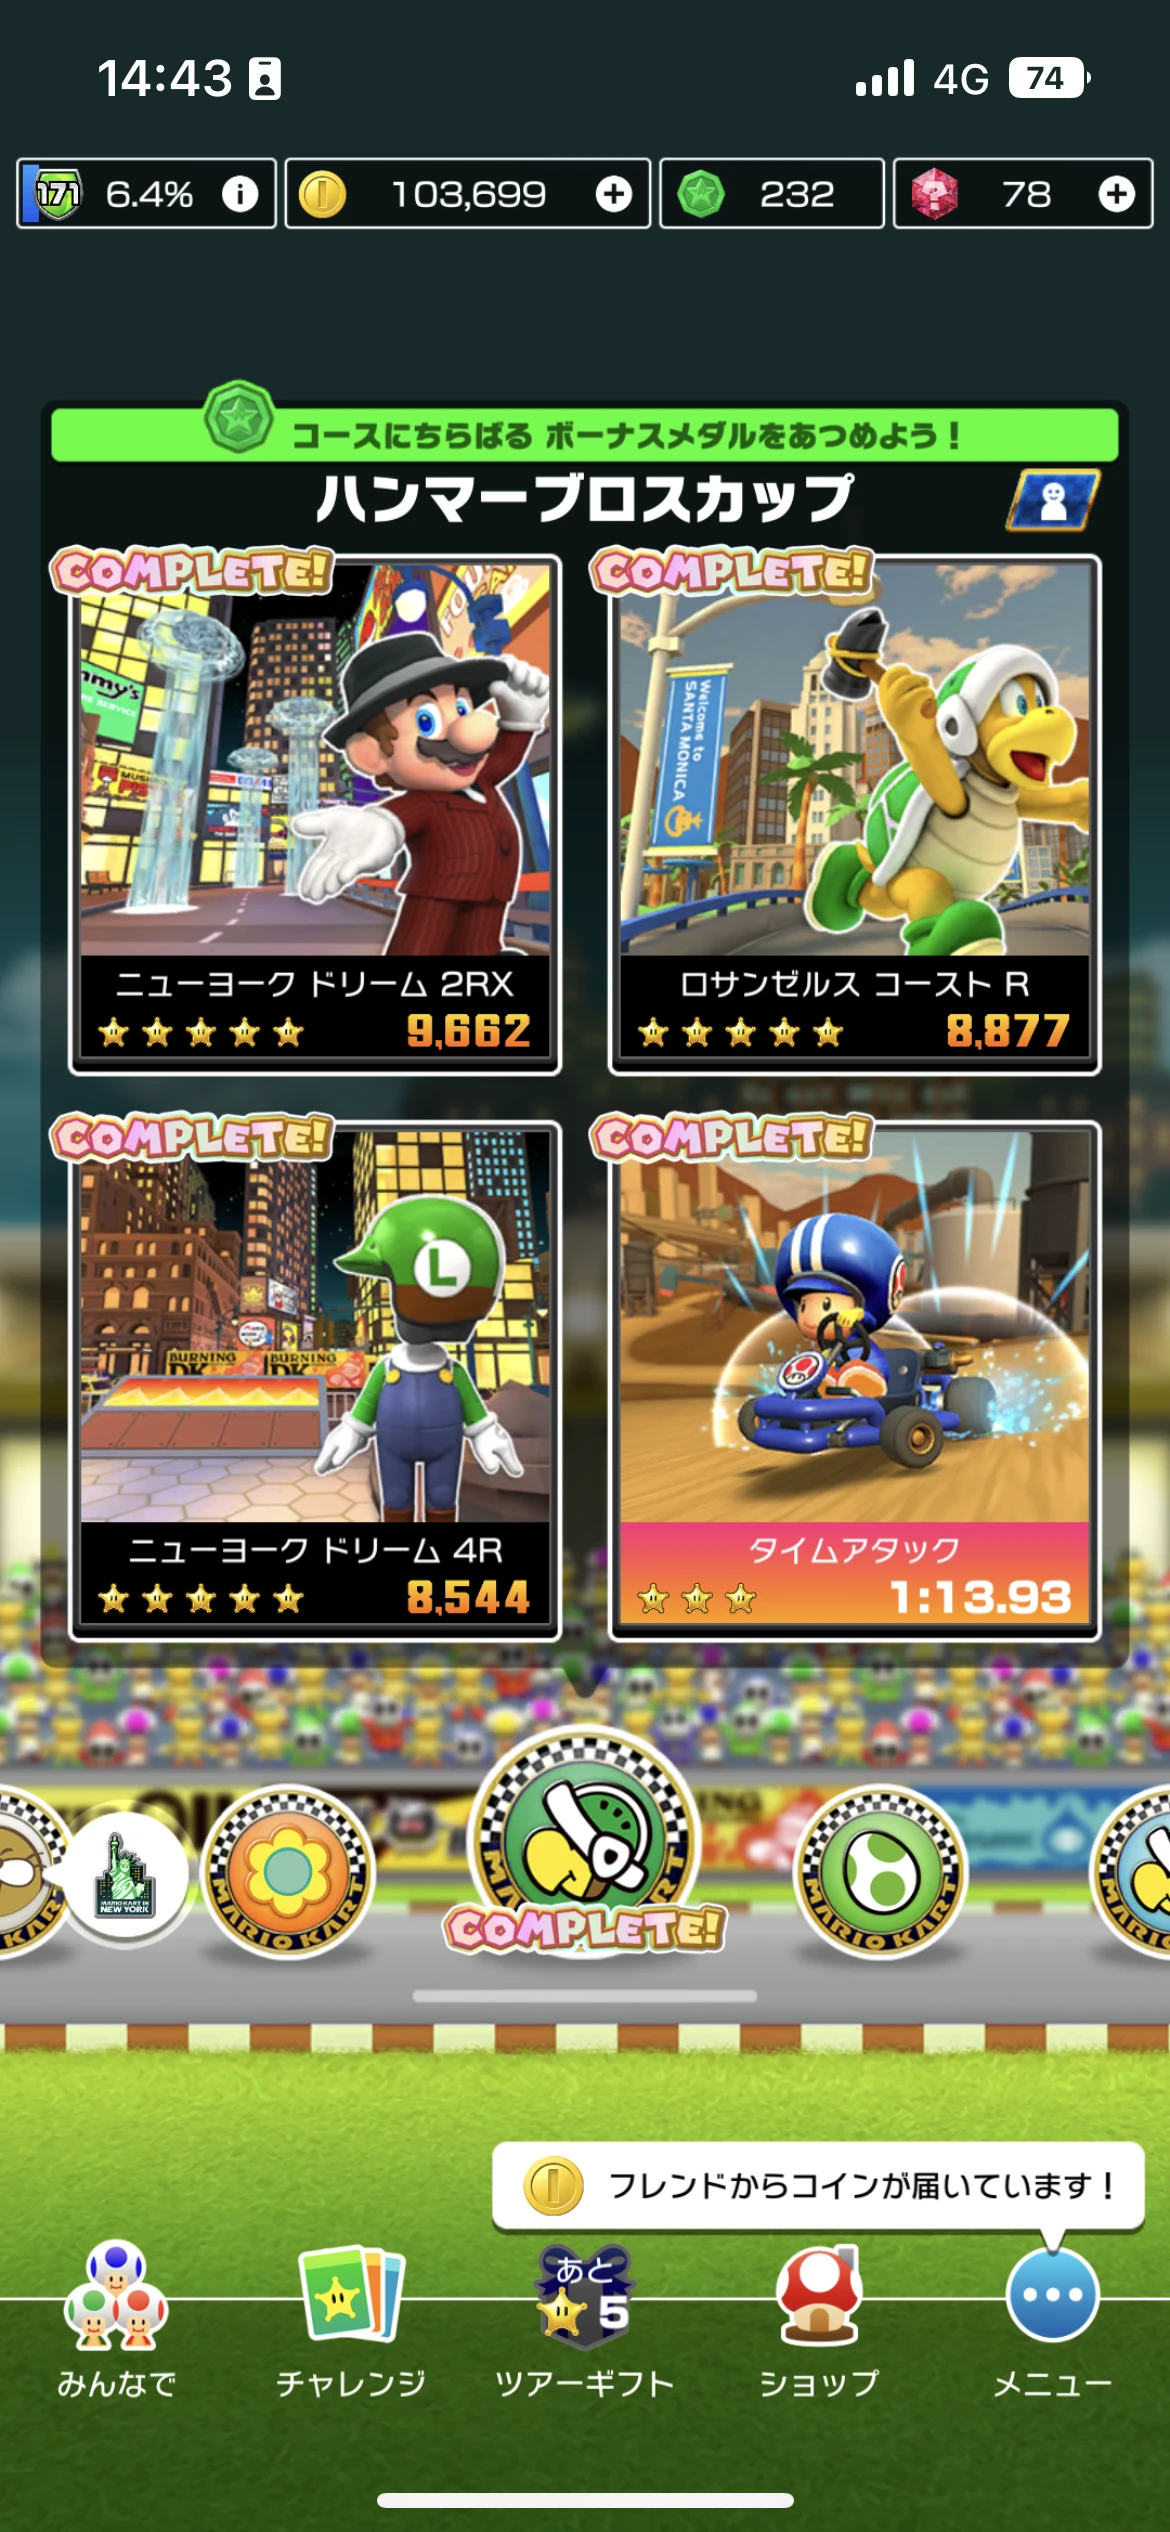 14:43
4G 74
171 6.4% i 103,699 + 232 78 +
コースにちらばる ボーナスメダルをあつめよう!
ハンマーブロスカップ
COMPLETE! COMPLETE!
Welcome to
SANTA MONICA
ニューヨーク ドリーム 2RX ロサンゼルス コースト R
9,662 8,877
COMPLETE! COMPLETE!
L
BURNING DK BURNING
ニューヨーク ドリーム 4R タイムアタック
8,544 1:13.93
MARIO KART IN
NEW YORK
MARIO KART
MARIO KART
COMPLETE!
フレンドからコインが届いています!
あと
5
みんなで チャレンジ ツアーギフト ショップ メニュー